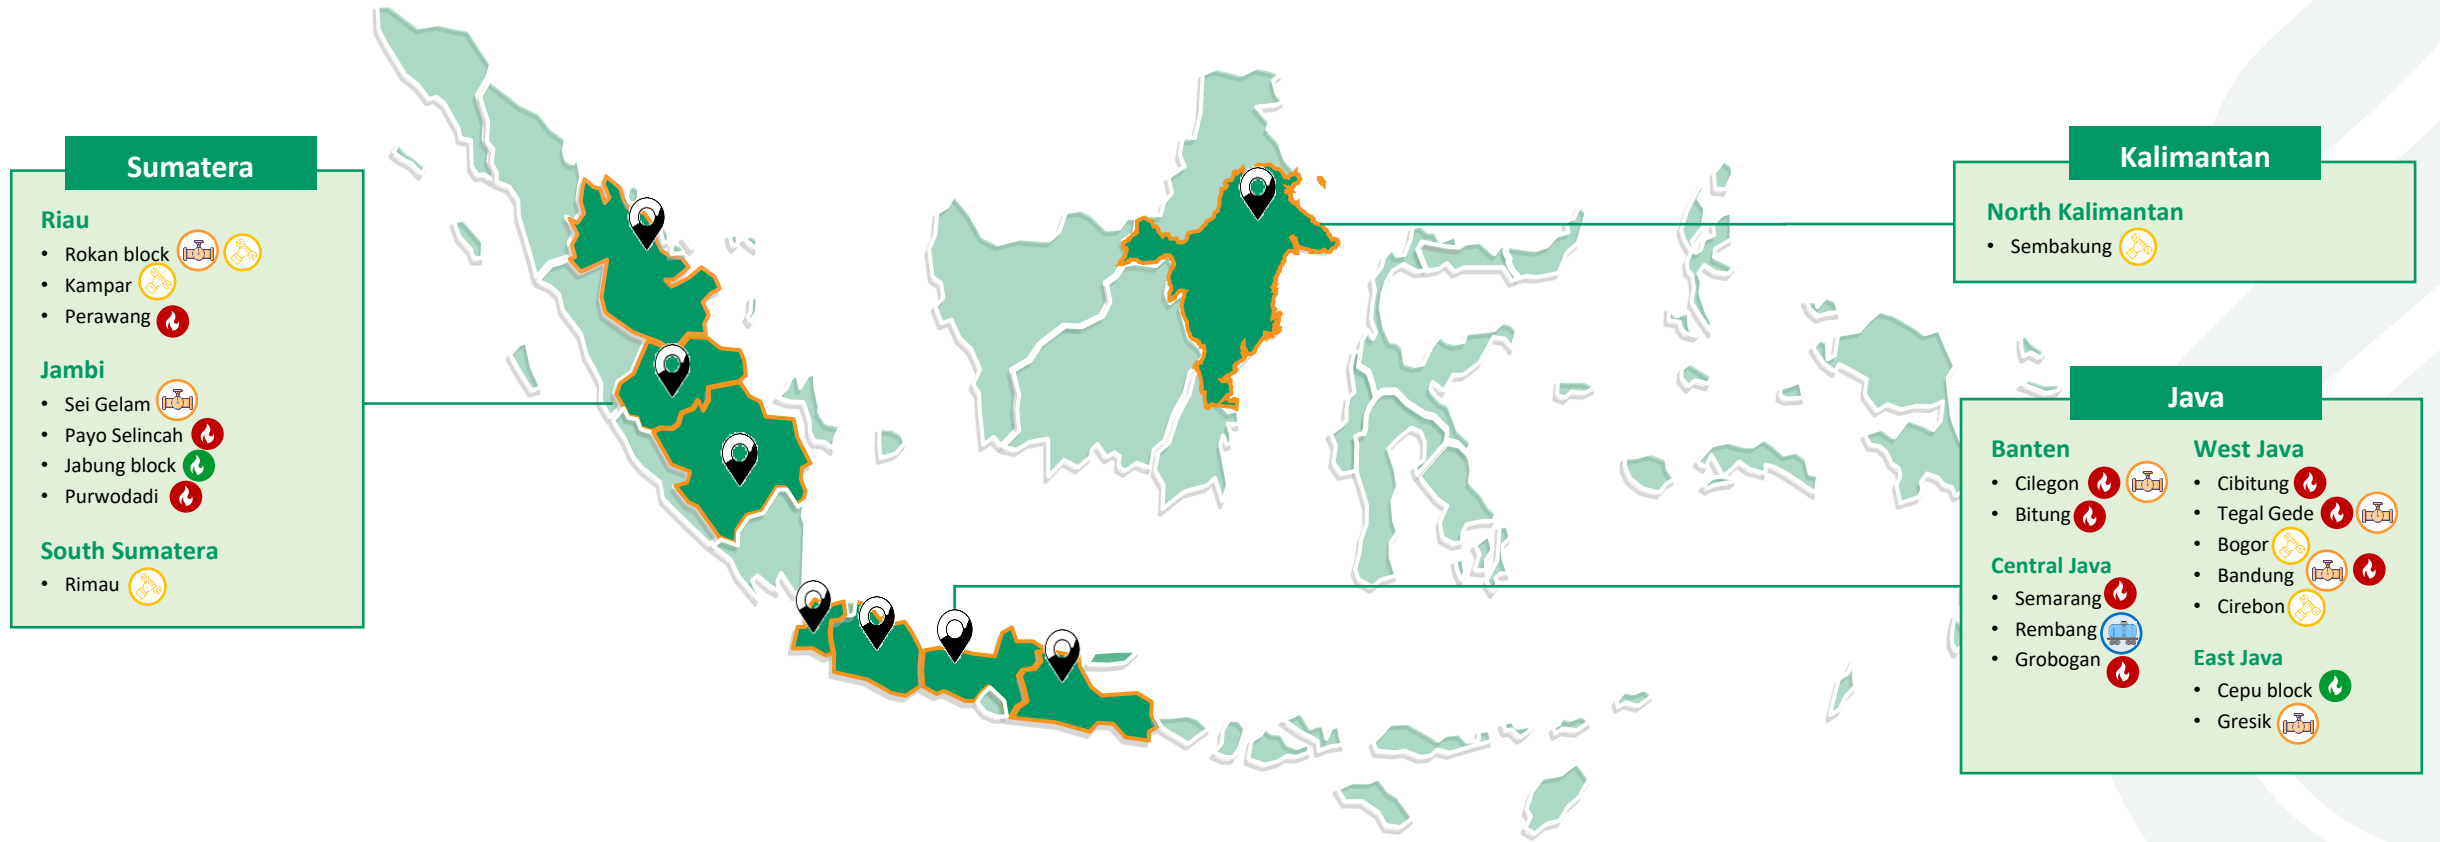 Sumatera
Riau
• Rokan block
• Kampar
• Perawang
Jambi
• Sei Gelam
• Payo Selincah
• Jabung block
• Purwodadi
South Sumatera
• Rimau
Kalimantan
North Kalimantan
• Sembakung
Java
Banten
• Cilegon
• Bitung
Central Java
• Semarang
• Rembang
• Grobogan
West Java
• Cibitung
• Tegal Gede
• Bogor
• Bandung
• Cirebon
East Java
• Cepu block
• Gresik